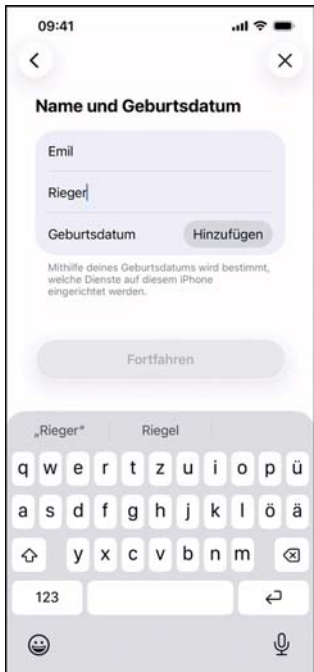 09:41
Name und Geburtsdatum
Emil
Rieger
Geburtsdatum Hinzufügen
Mithilfe deines Geburtsdatums wird bestimmt,
welche Dienste auf diesem iPhone
eingerichtet werden.
Fortfahren
„Rieger“ Riegel
q w e r t z u i o p ü
a s d f g h j k l ö ä
y x c v b n m
123